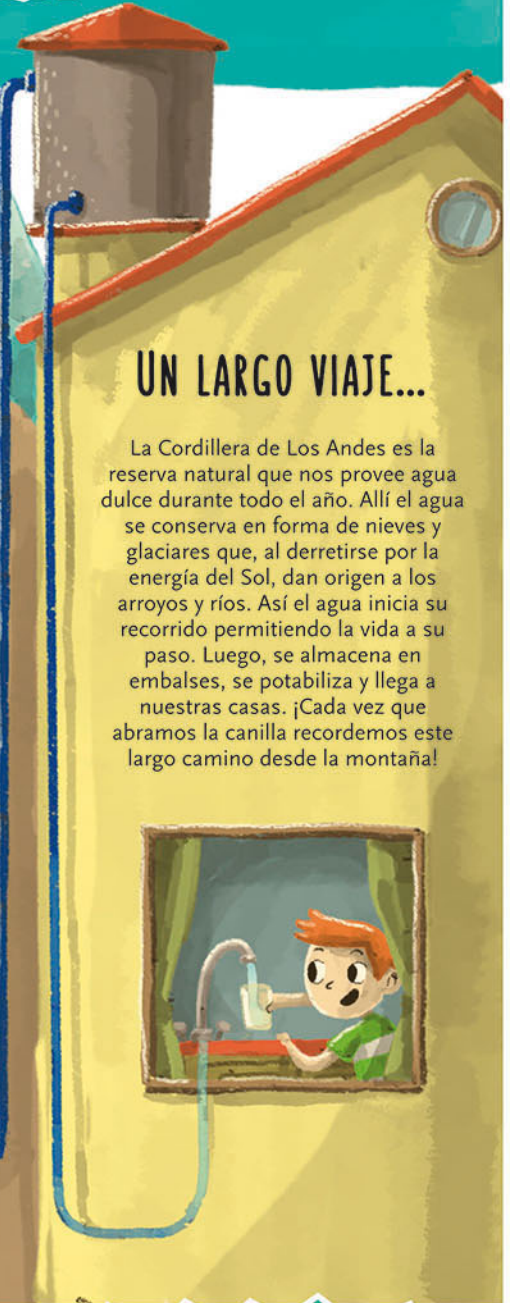 UN LARGO VIAJE...
La Cordillera de Los Andes es la
reserva natural que nos provee agua
dulce durante todo el año. Allí el agua
se conserva en forma de nieves y
glaciares que, al derretirse por la
energía del Sol, dan origen a los
arroyos y ríos. Así el agua inicia su
recorrido permitiendo la vida a su
paso. Luego, se almacena en
embalses, se potabiliza y llega a
nuestras casas. ¡Cada vez que
abramos la canilla recordemos este
largo camino desde la montaña!